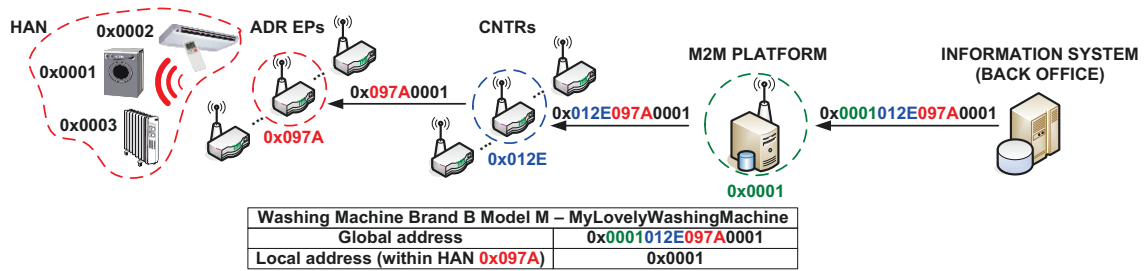 HAN
0x0002
ADR EPs
CNTRs
M2M PLATFORM
INFORMATION SYSTEM
(BACK OFFICE)
0x0001
0x0003
0x097A0001
0x012E097A0001
0x0001012E097A0001
0x097A
0x012E
0x0001
Washing Machine Brand B Model M – MyLovelyWashingMachine
Global address 0x0001012E097A0001
Local address (within HAN 0x097A) 0x0001